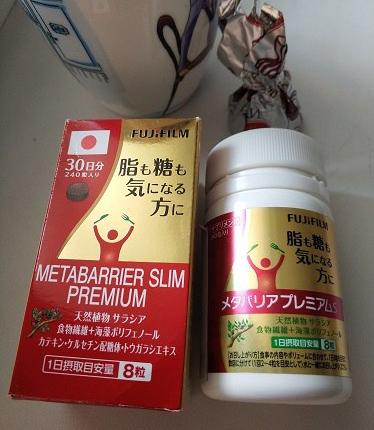 FUJIFILM
30日分
240粒入り
脂も糖も
気になる
方に
METABARRIER SLIM
PREMIUM
天然植物 サラシア
食物繊維+海藻ポリフェノール
カテキン・ケルセチン配糖体・トウガラシエキス
1日摂取目安量 8粒
FUJIFILM
脂も糖も
気になる
方に
メタバリアプレミアムS
天然植物 サラシア
食物繊維+海藻ポリフェノール
1日摂取目安量 8粒